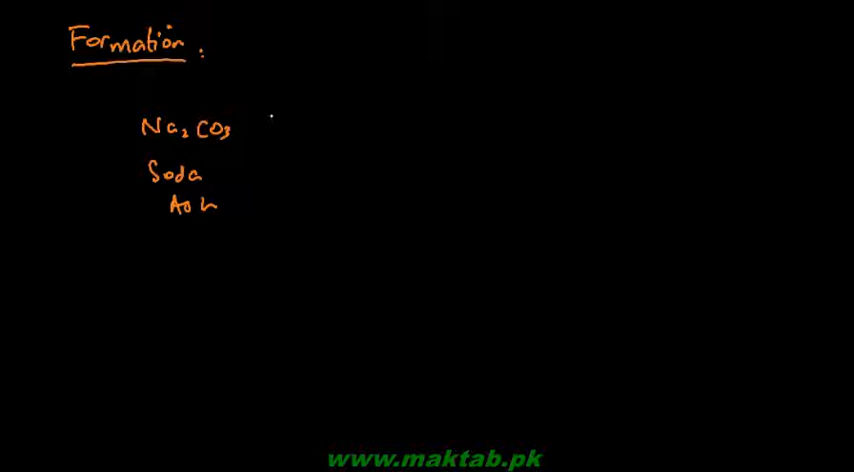 Formation.
Na₂CO₃
Soda
Ash
www.maktab.pk